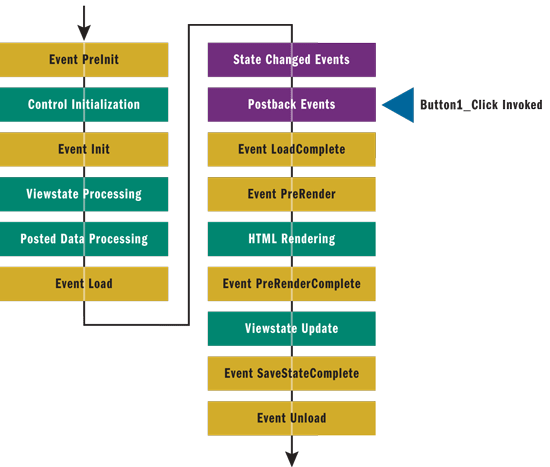 Event PreInit
Control Initialization
Event Init
Viewstate Processing
Posted Data Processing
Event Load
State Changed Events
Postback Events
Button1_Click Invoked
Event LoadComplete
Event PreRender
HTML Rendering
Event PreRenderComplete
Viewstate Update
Event SaveStateComplete
Event Unload